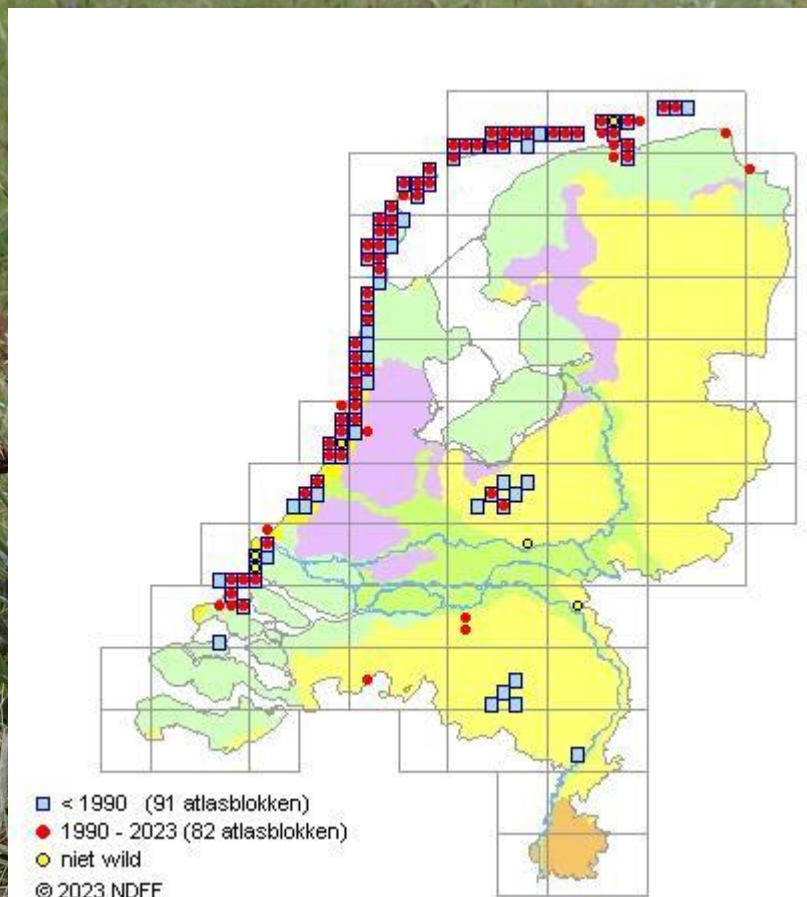 < 1990 (91 atlasblokken)
1990 - 2023 (82 atlasblokken)
niet wild
© 2023 NDFF